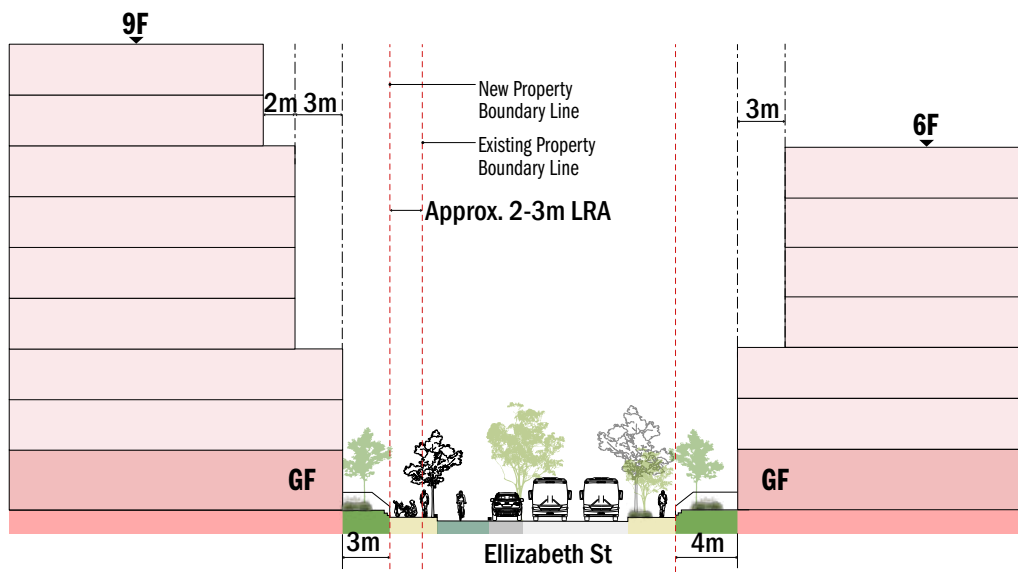 9F
2m 3m
New Property
Boundary Line
3m
6F
Existing Property
Boundary Line
Approx. 2-3m LRA
GF
GF
3m
Ellizabeth St
4m